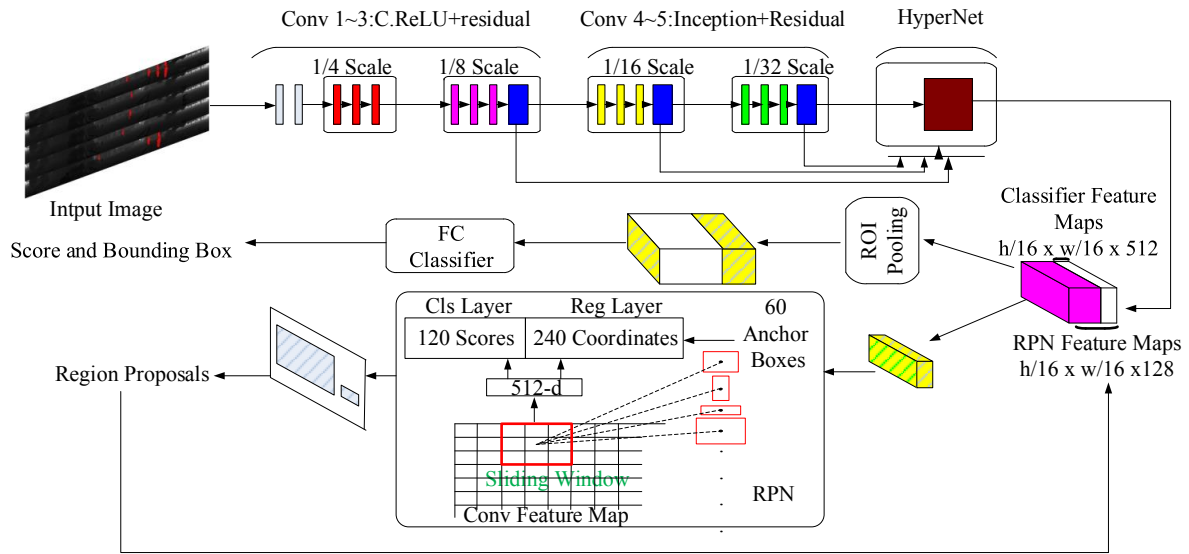 Conv 1~3:C.ReLU+residual
Conv 4~5:Inception+Residual
HyperNet
1/4 Scale
1/8 Scale
1/16 Scale
1/32 Scale
Intput Image
Score and Bounding Box
FC
Classifier
ROI
Pooling
Classifier Feature
Maps
h/16 x w/16 x 512
RPN Feature Maps
h/16 x w/16 x128
Cls Layer
Reg Layer
120 Scores
240 Coordinates
60
Anchor
Boxes
512-d
Region Proposals
Sliding Window
Conv Feature Map
RPN